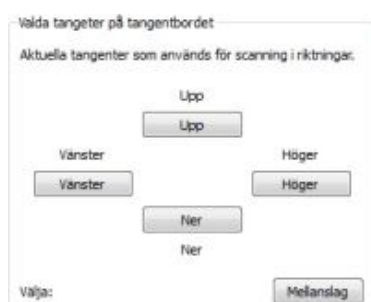 Valda tangeter på tangentbordet
Aktuella tangenter som används för scanning i riktningar.
Upp
Upp
Vänster Höger
Vänster Höger
Ner
Ner
Välja: Mellanslag